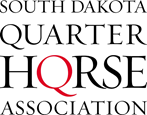 SOUTH DAKOTA
QUARTER
HORSE
ASSOCIATION